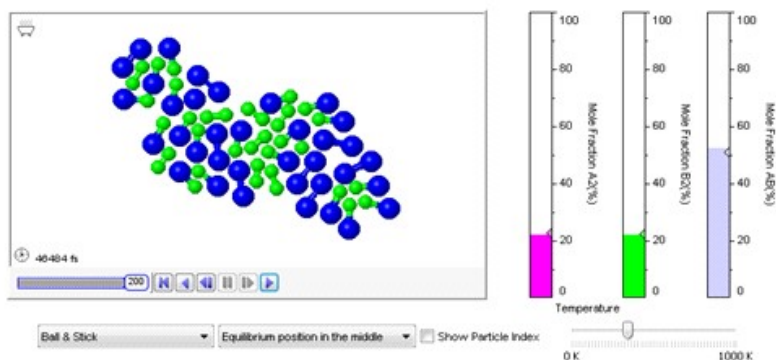 46484 fs
200
100
80
60
40
20
0
Mole Fraction A2(%)
100
80
60
40
20
0
Mole Fraction B2(%)
100
80
60
40
20
0
Mole Fraction AB(%)
Temperature
0 K
1000 K
Ball & Stick
Equilibrium position in the middle
Show Particle Index